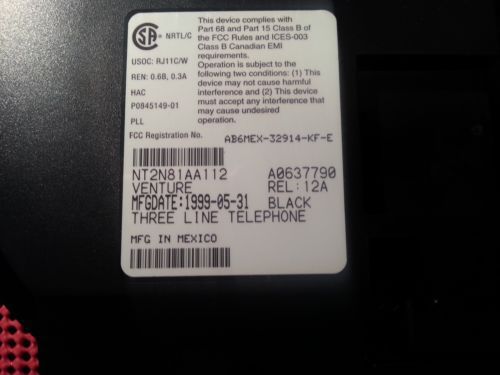 This device complies with
Part 68 and Part 15 Class B of
the FCC Rules and ICES-003
Class B Canadian EMI
requirements.
Operation is subject to the
following two conditions: (1) This
device may not cause harmful
interference and (2) This device
must accept any interference that
may cause undesired
operation.
SA NRTL/C
USOC: RJ11C/W
REN: 0.6B, 0.3A
HAC
P0845149-01
PLL
FCC Registration No. AB6MEX-32914-KF-E
NT2N81AA112 A0637790
VENTURE REL:12A
MFGDATE:1999-05-31 BLACK
THREE LINE TELEPHONE
MFG IN MEXICO